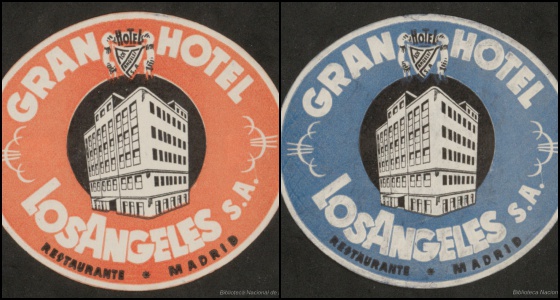 GRAN HOTEL
HOTEL
LOS ANGELES S.A.
RESTAURANTE * MADRID
Biblioteca Nacional de
GRAN HOTEL
HOTEL
LOS ANGELES S.A.
RESTAURANTE * MADRID
Biblioteca Nacion